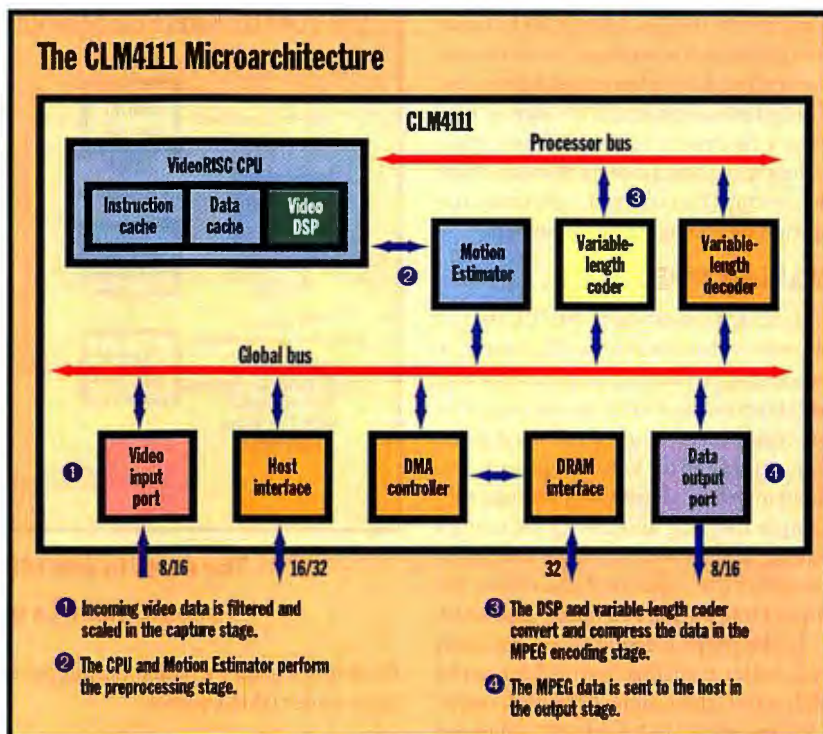 The CLM4111 Microarchitecture
CLM4111
VideoRISC CPU
Instruction
cache
Data
cache
Video
DSP
Processor bus
2
Motion
Estimator
3
Variable-
length
coder
Variable-
length
decoder
Global bus
1
Video
input
port
Host
interface
DMA
controller
DRAM
interface
Data
output
port
4
8/16
16/32
32
8/16
1 Incoming video data is filtered and
scaled in the capture stage.
2 The CPU and Motion Estimator perform
the preprocessing stage.
3 The DSP and variable-length coder
convert and compress the data in the
MPEG encoding stage.
4 The MPEG data is sent to the host in
the output stage.